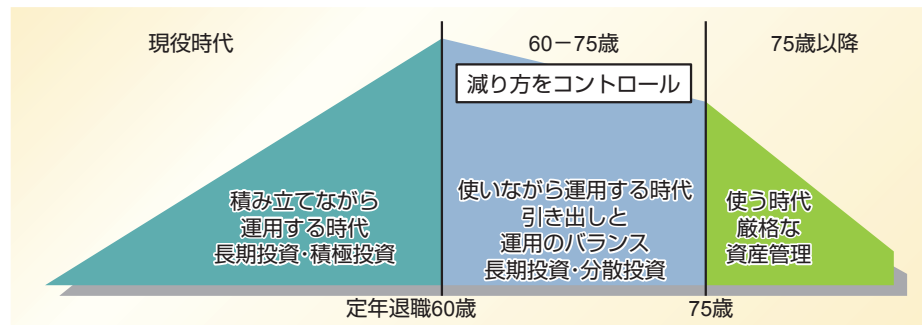 現役時代
60－75歳
75歳以降
減り方をコントロール
積み立てながら
運用する時代
長期投資・積極投資
使いながら運用する時代
引き出しと
運用のバランス
長期投資・分散投資
使う時代
厳格な
資産管理
定年退職60歳
75歳